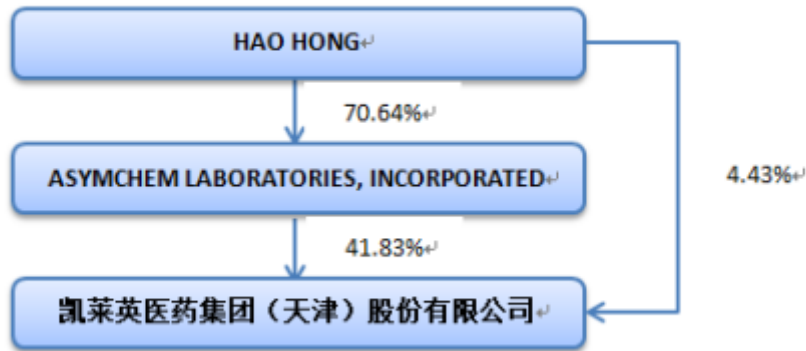 HAO HONG
70.64%
ASYMCHEM LABORATORIES, INCORPORATED
4.43%
41.83%
凯莱英医药集团（天津）股份有限公司